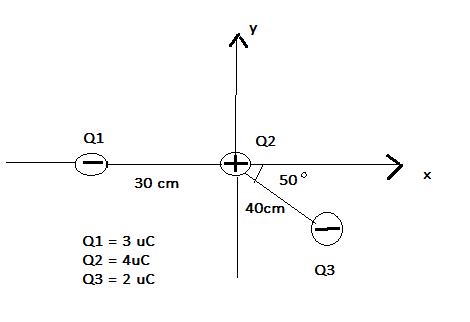 y
Q1
Q2
x
30 cm
50°
40cm
Q3
Q1 = 3 uC
Q2 = 4uC
Q3 = 2 uC